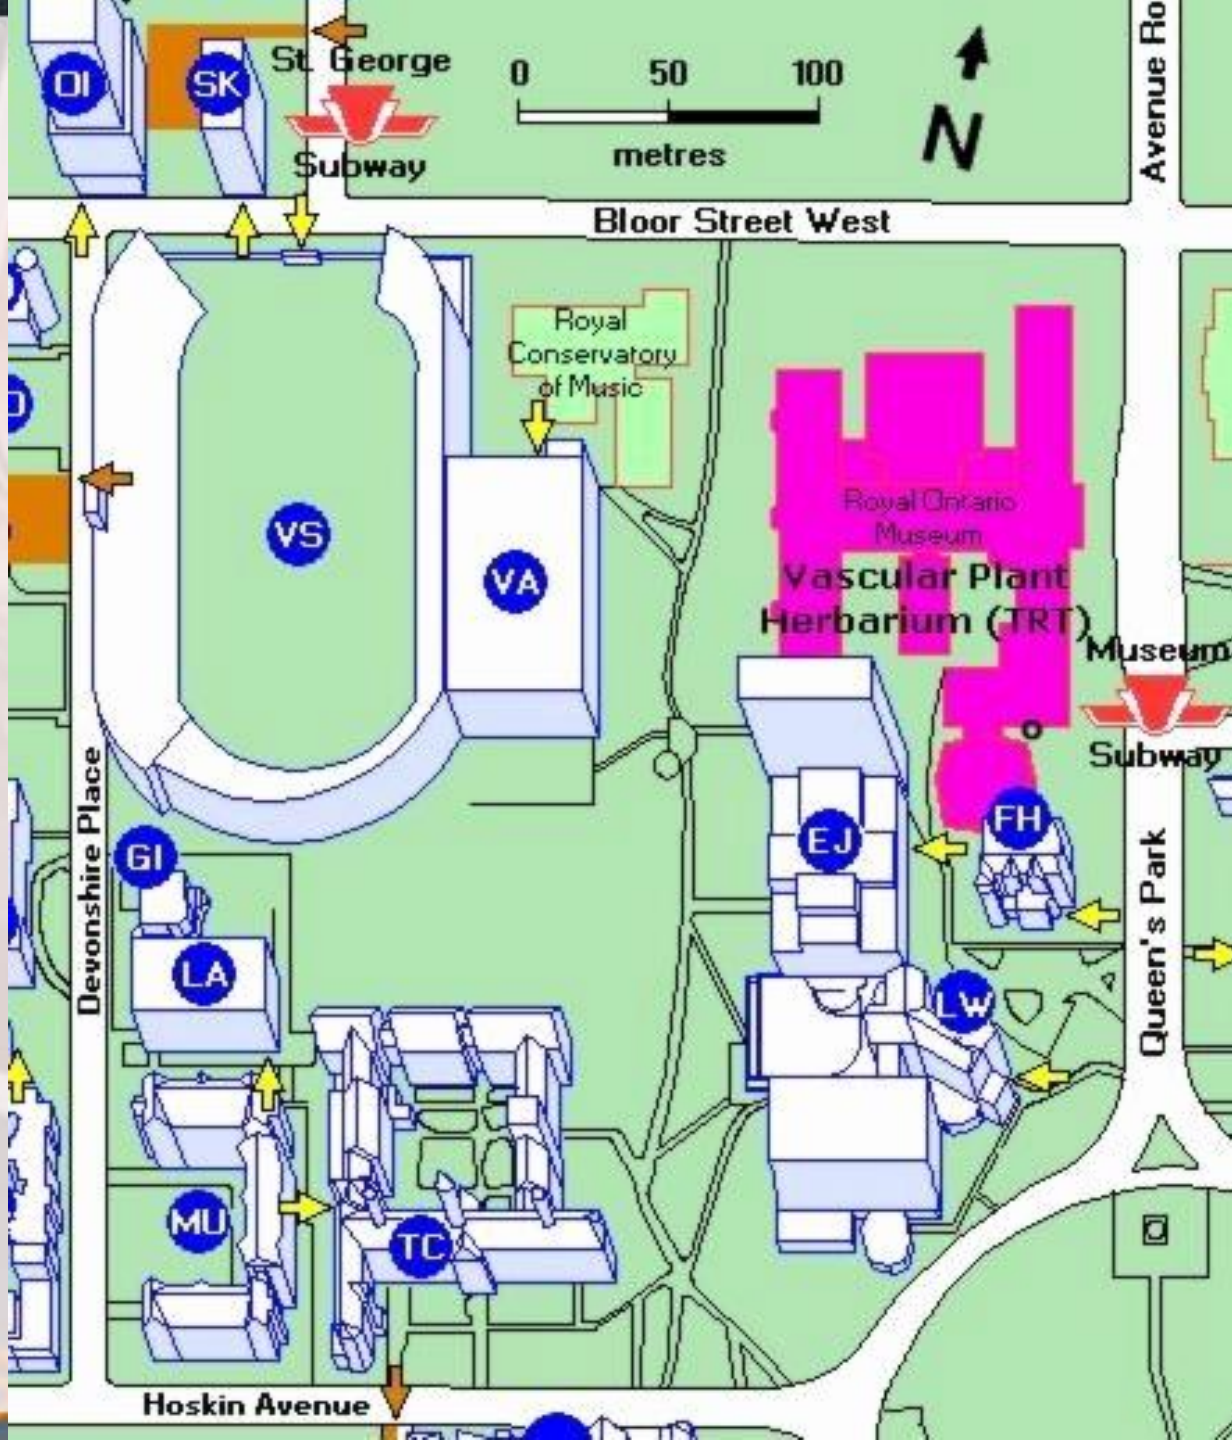 OI
SK
St. George
Subway
0 50 100
metres
N
Avenue Ro
Bloor Street West
Royal
Conservatory
of Music
VS
VA
Royal Ontario
Museum
Vascular Plant
Herbarium (TRT)
Museum
Subway
Devonshire Place
GI
EJ
FH
LA
LW
Queen's Park
MU
TC
Hoskin Avenue